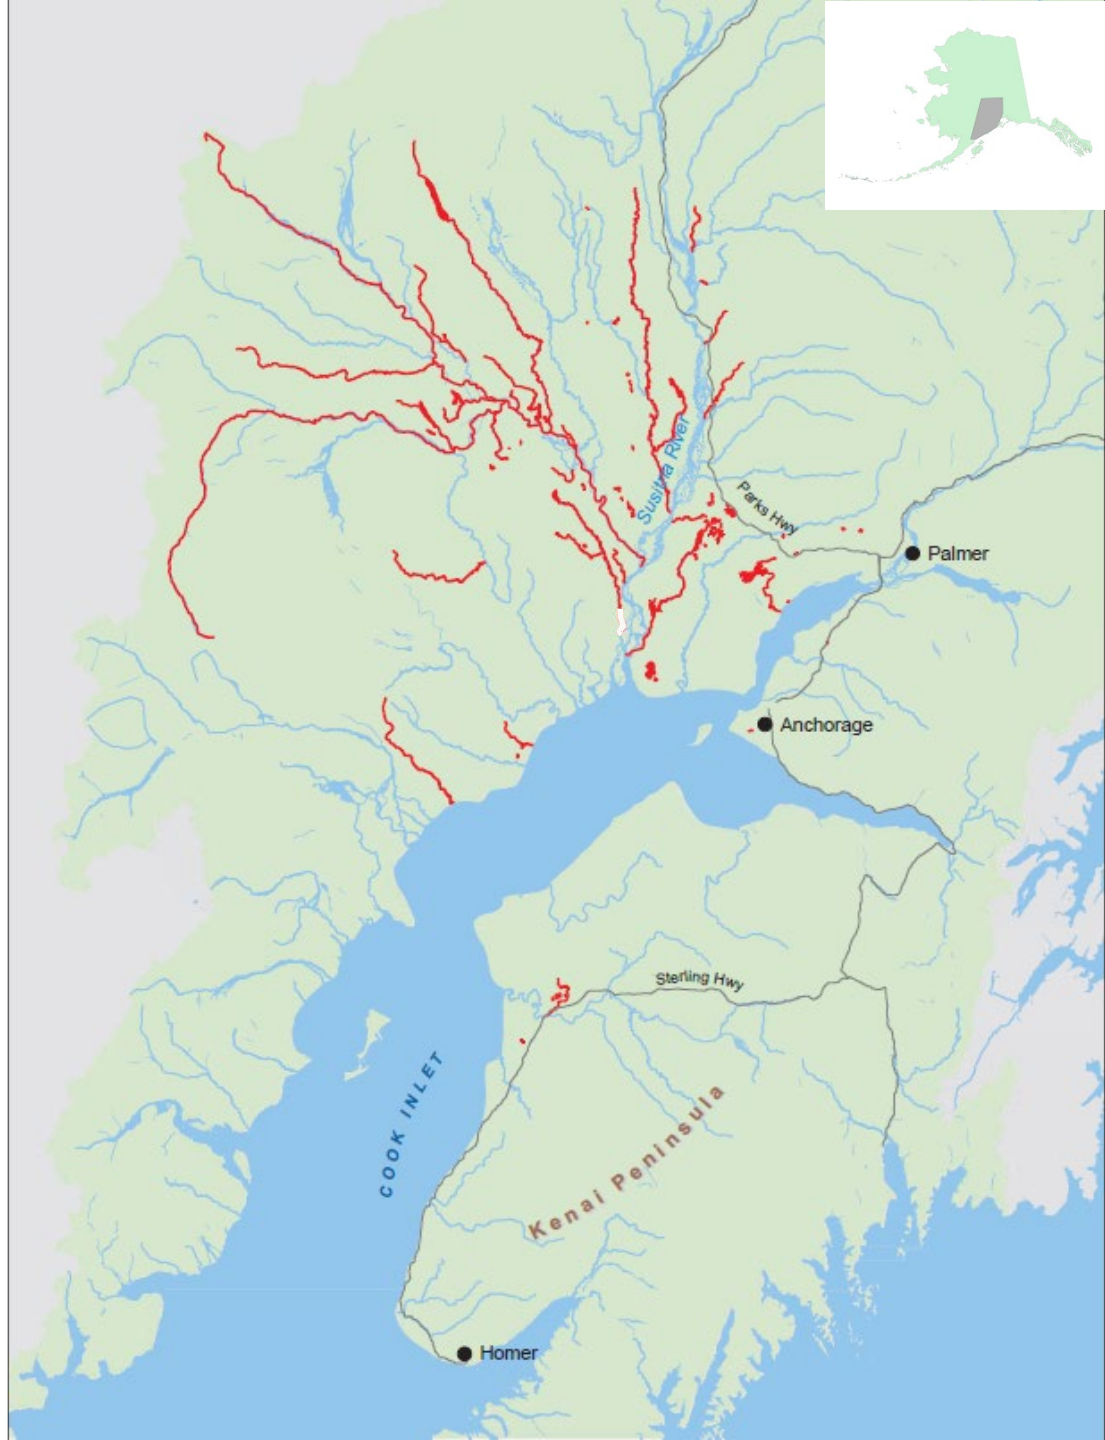 Susitna River
Parks Hwy
Palmer
Anchorage
Sterling Hwy
COOK INLET
Kenai Peninsula
Homer